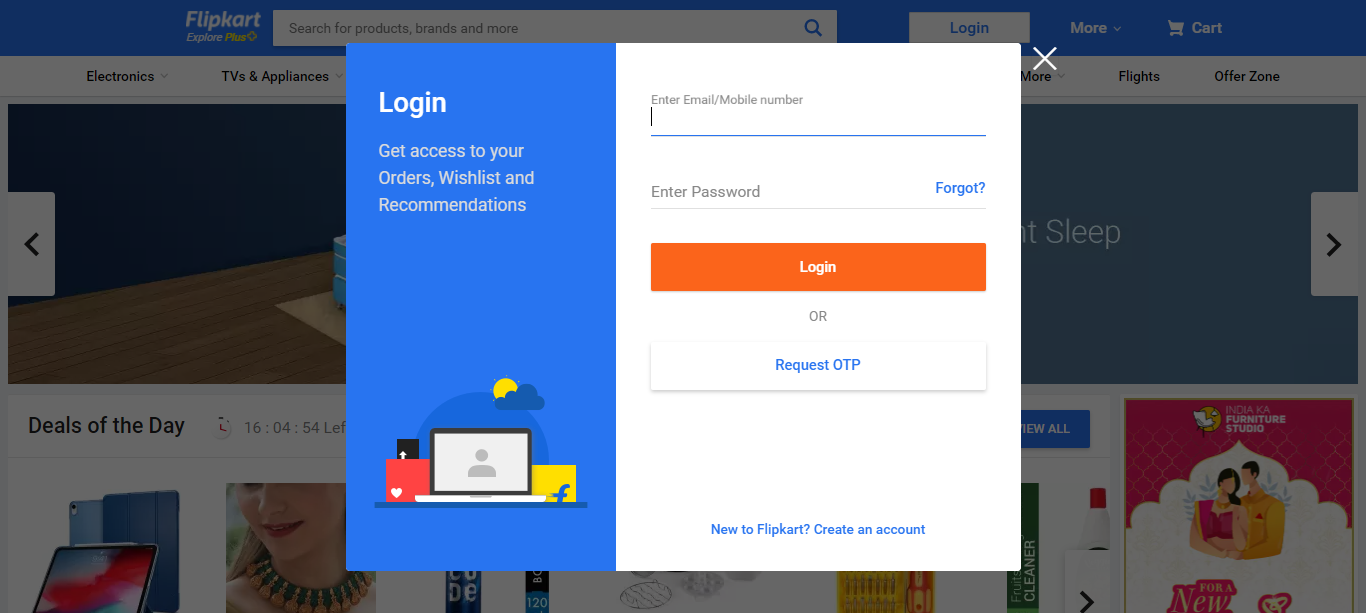 Flipkart
Explore Plus
Search for products, brands and more
Login
More
Cart
Electronics
TVs & Appliances
More
Flights
Offer Zone
Login
Get access to your
Orders, Wishlist and
Recommendations
Enter Email/Mobile number
Enter Password
Forgot?
Login
OR
Request OTP
New to Flipkart? Create an account
Sleep
Deals of the Day
16 : 04 : 54 Lef
VIEW ALL
INDIA KA
FURNITURE
STUDIO
120
Fruits
CLEANER
FOR A
New